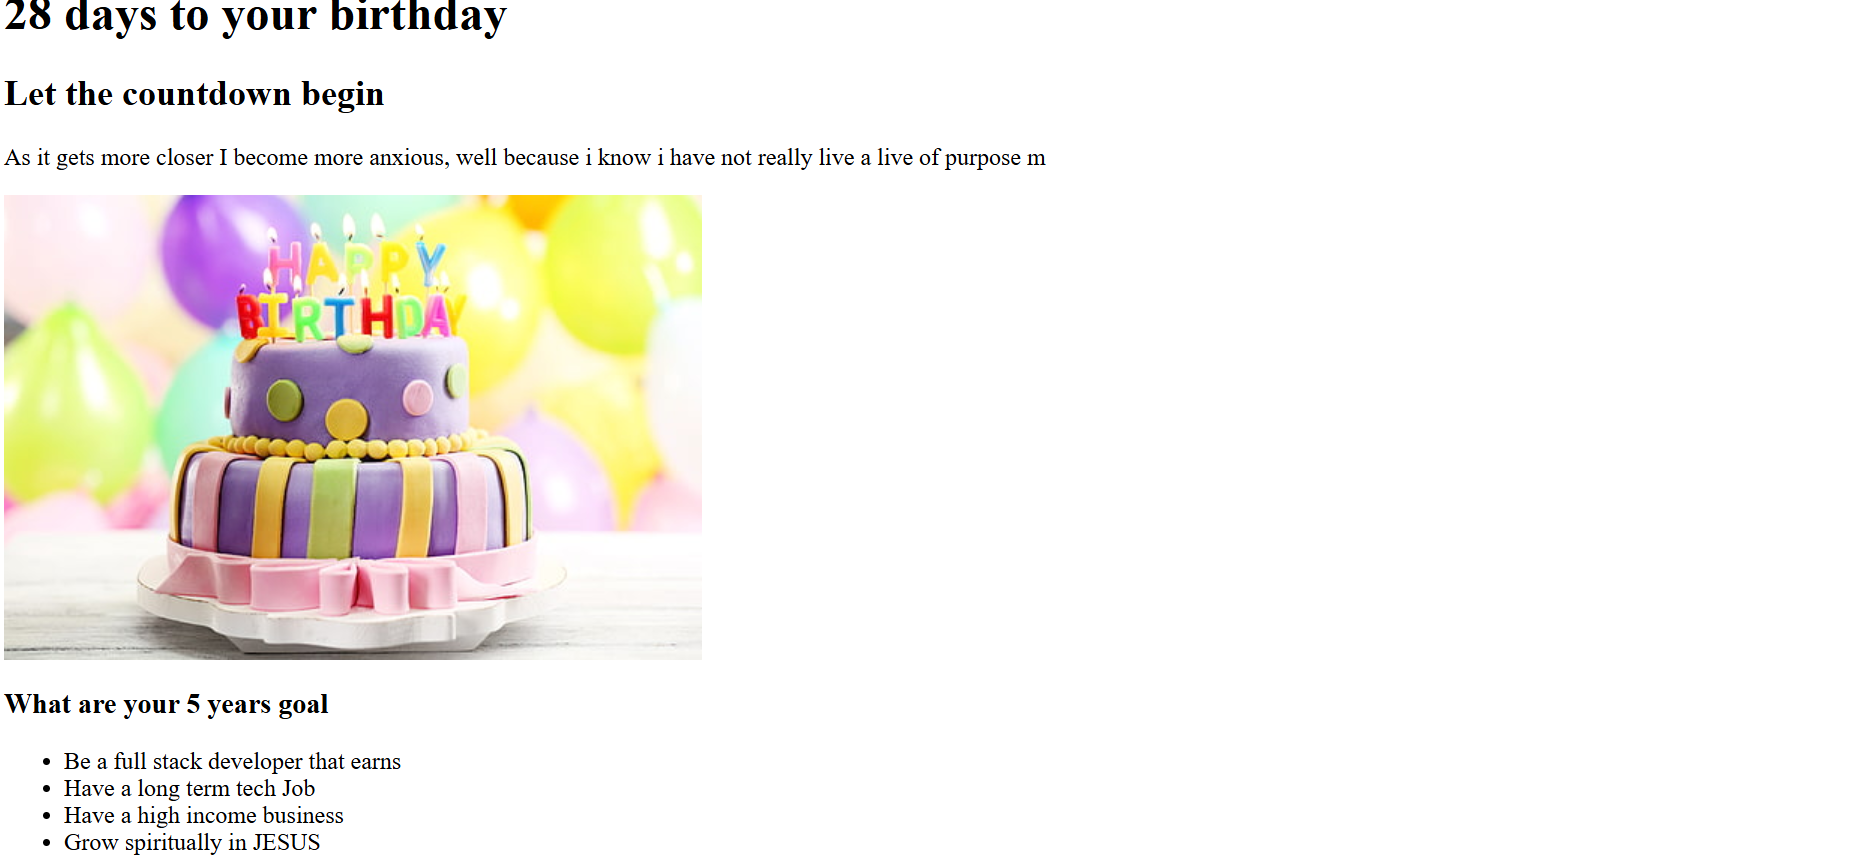 28 days to your birthday
Let the countdown begin
As it gets more closer I become more anxious, well because i know i have not really live a live of purpose m
HAPPY
BIRTHDAY
What are your 5 years goal
Be a full stack developer that earns
Have a long term tech Job
Have a high income business
Grow spiritually in JESUS